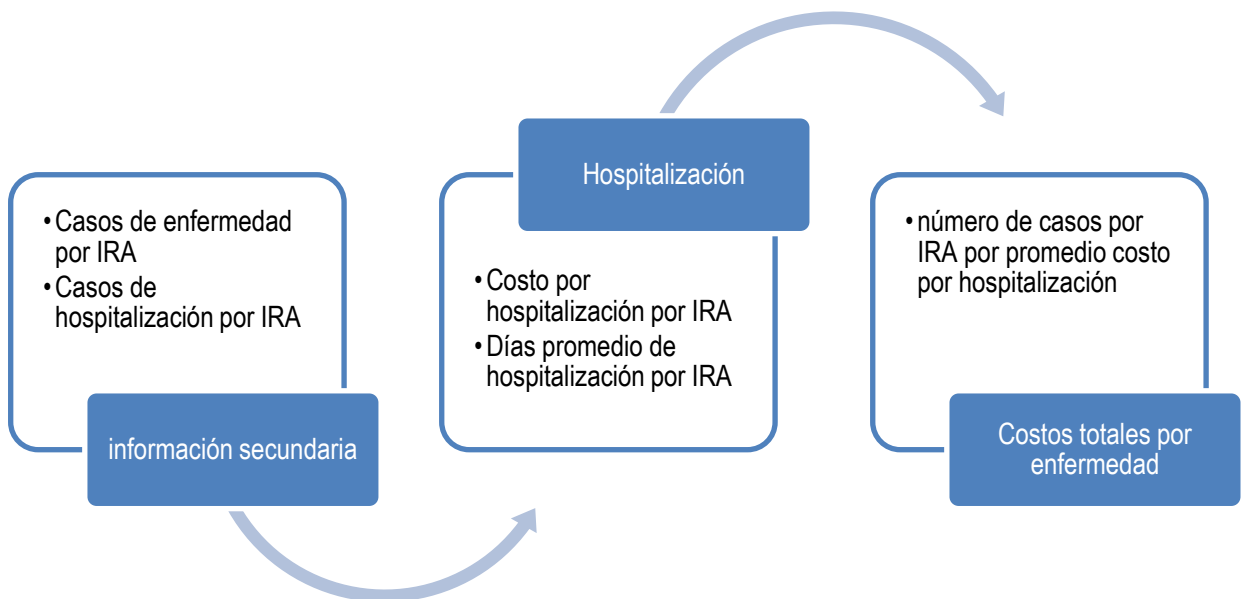 •Casos de enfermedad
por IRA
•Casos de
hospitalización por IRA
información secundaria
Hospitalización
•Costo por
hospitalización por IRA
•Días promedio de
hospitalización por IRA
•número de casos por
IRA por promedio costo
por hospitalización
Costos totales por
enfermedad